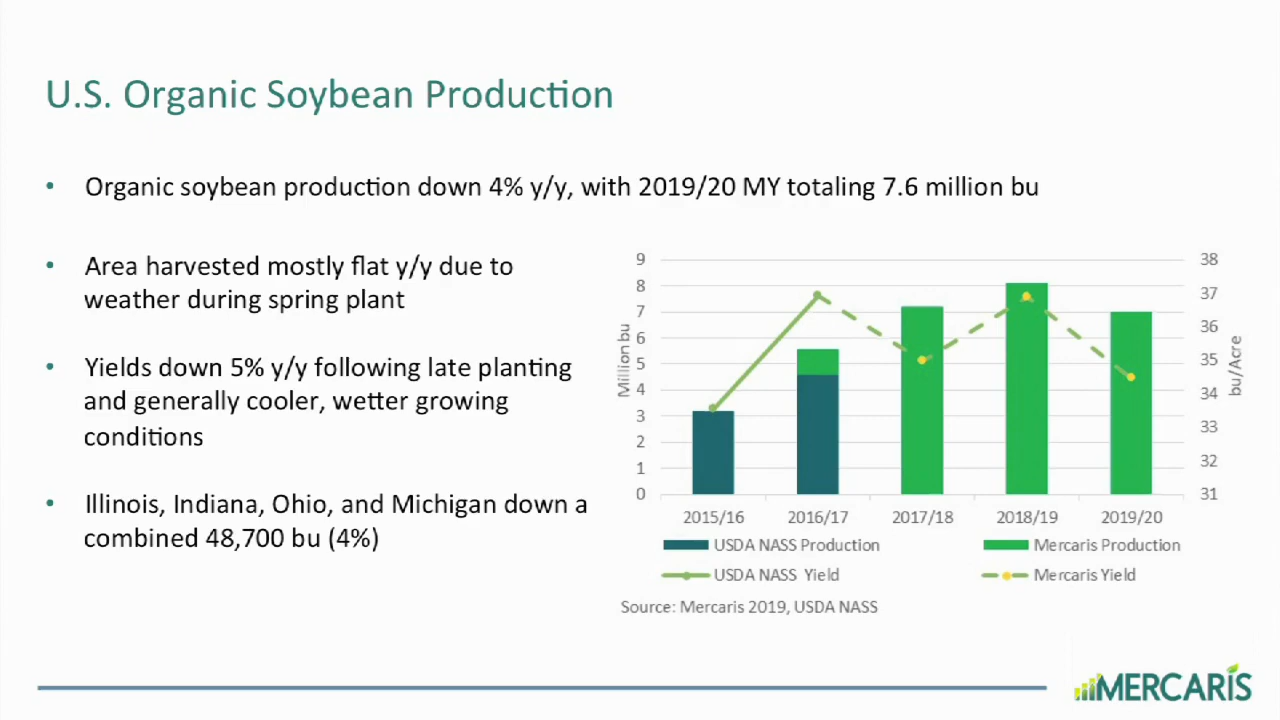 U.S. Organic Soybean Production
• Organic soybean production down 4% y/y, with 2019/20 MY totaling 7.6 million bu
• Area harvested mostly flat y/y due to
weather during spring plant
• Yields down 5% y/y following late planting
and generally cooler, wetter growing
conditions
• Illinois, Indiana, Ohio, and Michigan down a
combined 48,700 bu (4%)
Million bu
9
8
7
6
5
4
3
2
1
0
38
37
36
35
34
33
32
31
bu/Acre
2015/16 2016/17 2017/18 2018/19 2019/20
USDA NASS Production Mercaris Production
USDA NASS Yield Mercaris Yield
Source: Mercaris 2019, USDA NASS
MERCARIS